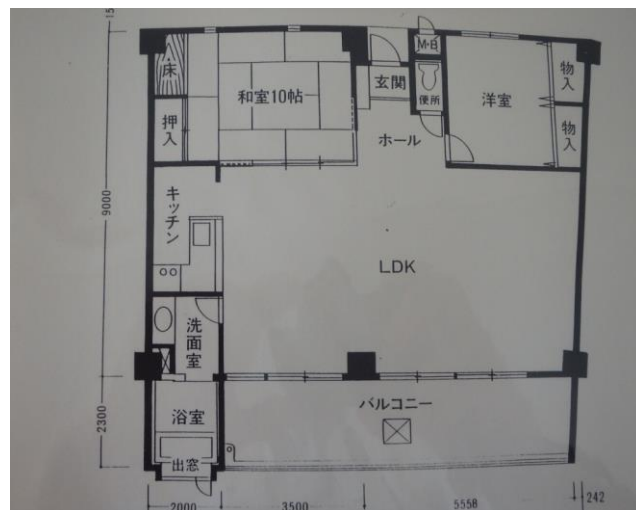 15
M·B
床
和室10帖
玄関
便所
洋室
物入
物入
押入
ホール
キッチン
9000
LDK
洗面室
2300
浴室
バルコニー
出窓
2000
3500
5558
242